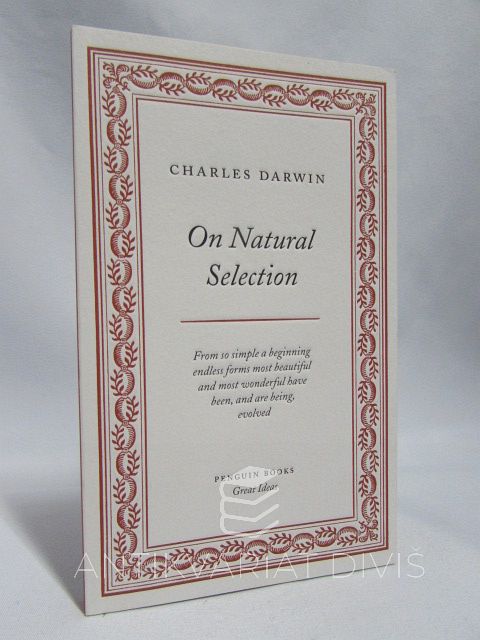 CHARLES DARWIN
On Natural
Selection
From so simple a beginning
endless forms most beautiful
and most wonderful have
been, and are being,
evolved
PENGUIN BOOKS
Great Ideas
ANTIKVARIÁT DIVIŠ